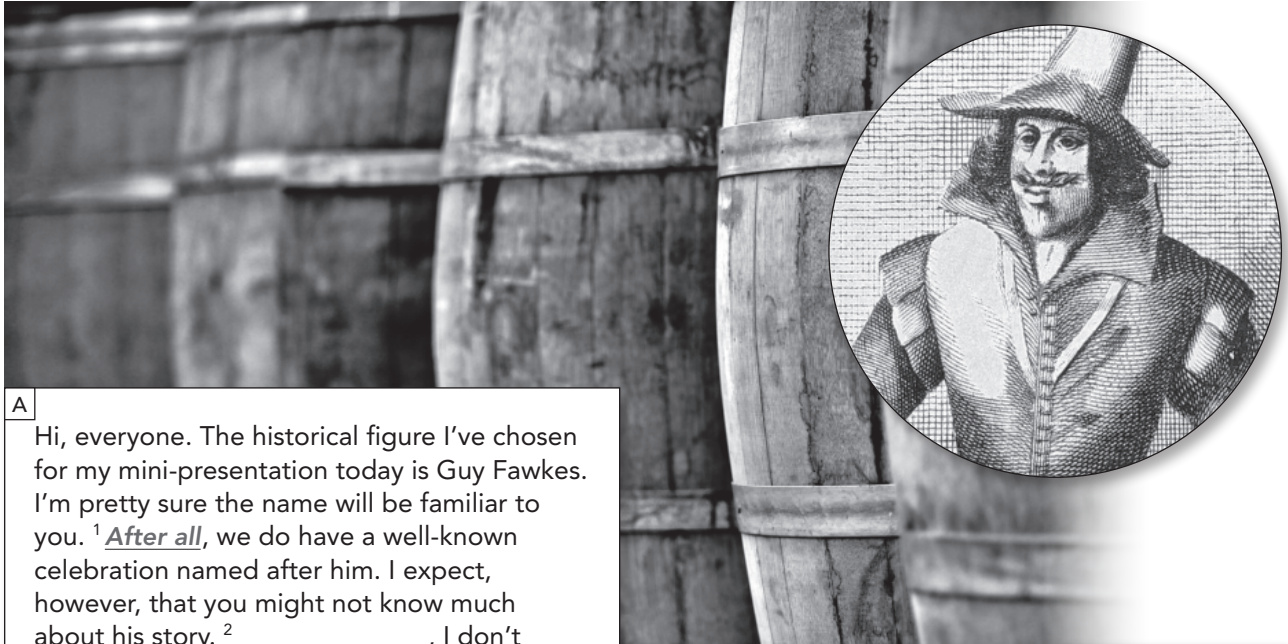 A
Hi, everyone. The historical figure I've chosen
for my mini-presentation today is Guy Fawkes.
I'm pretty sure the name will be familiar to
you. 1 After all, we do have a well-known
celebration named after him. I expect,
however, that you might not know much
about his story. 2 , I don't